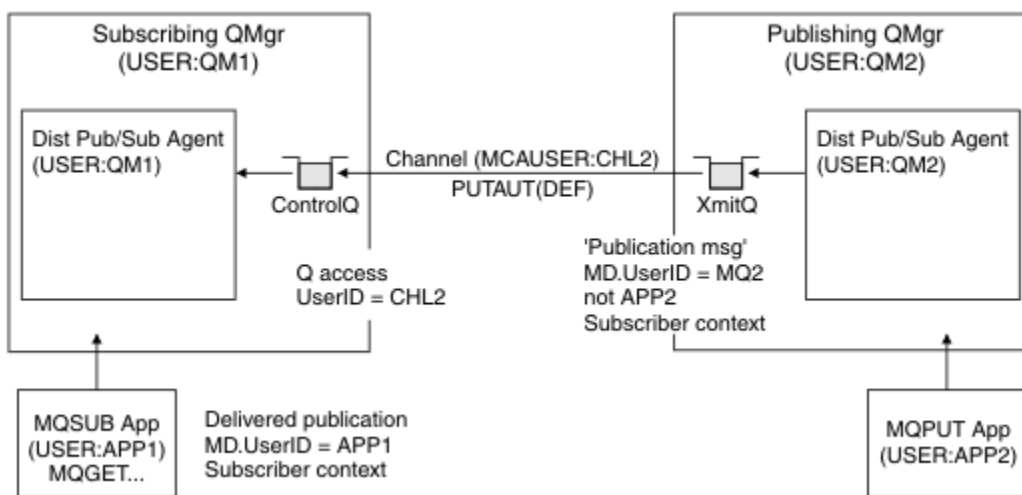 Subscribing QMgr
(USER:QM1)
Publishing QMgr
(USER:QM2)
Dist Pub/Sub Agent
(USER:QM1)
ControlQ
Channel (MCAUSER:CHL2)
PUTAUT(DEF)
XmitQ
Dist Pub/Sub Agent
(USER:QM2)
Q access
UserID = CHL2
'Publication msg'
MD.UserID = MQ2
not APP2
Subscriber context
MQSUB App
(USER:APP1)
MQGET...
Delivered publication
MD.UserID = APP1
Subscriber context
MQPUT App
(USER:APP2)